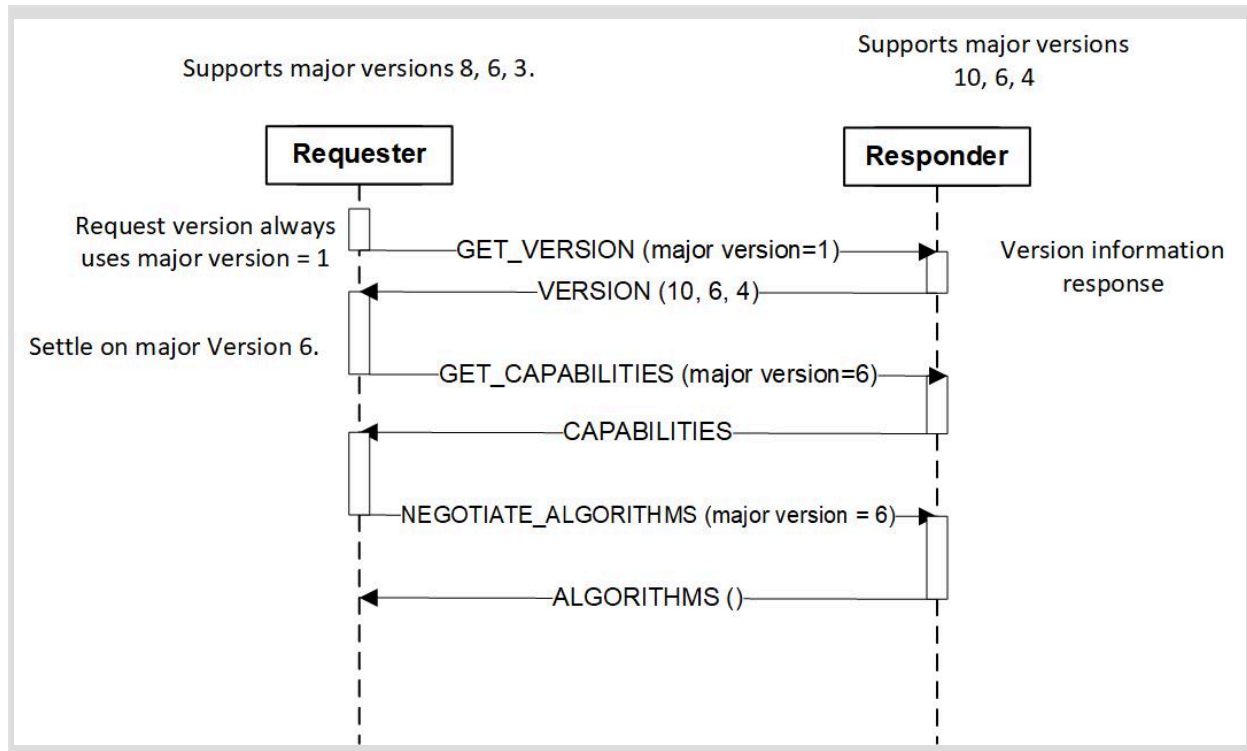 Supports major versions 8, 6, 3.
Supports major versions
10, 6, 4
Requester
Responder
Request version always
uses major version = 1
GET_VERSION (major version=1)
Version information
response
VERSION (10, 6, 4)
Settle on major Version 6.
GET_CAPABILITIES (major version=6)
CAPABILITIES
NEGOTIATE_ALGORITHMS (major version = 6)
ALGORITHMS ()